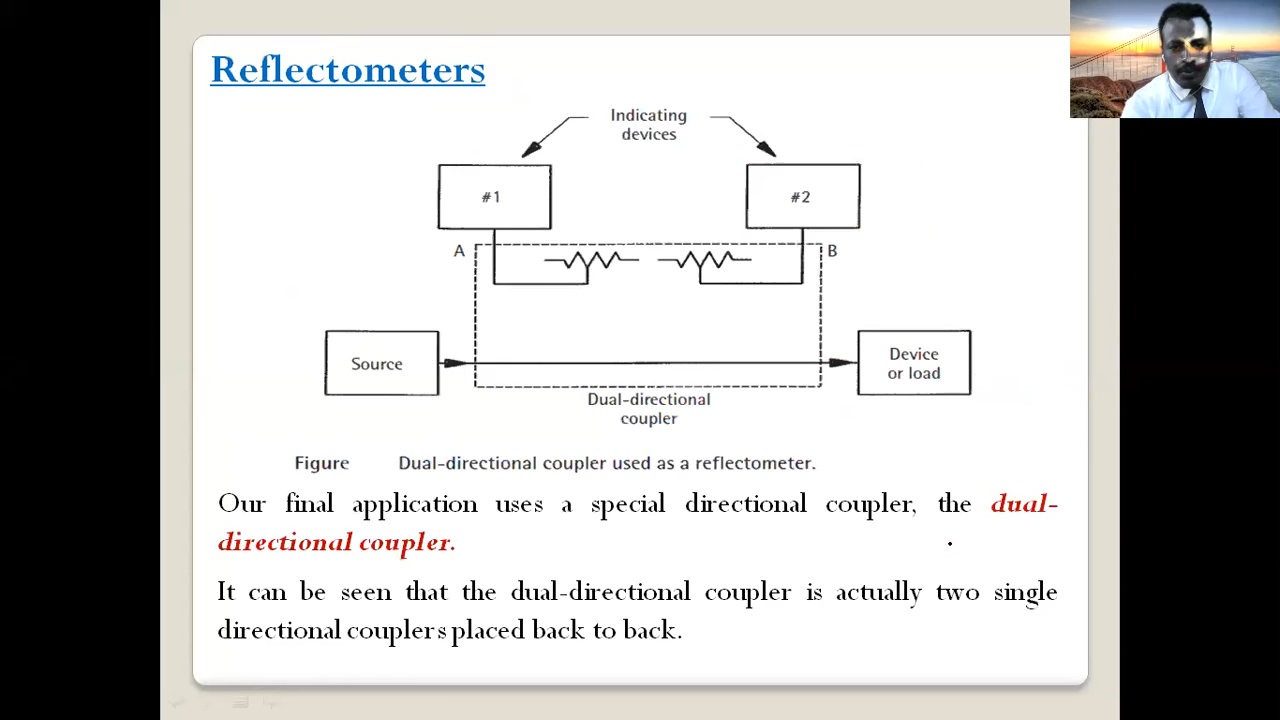 Reflectometers
Indicating
devices
#1
#2
A
B
Source
Device
or load
Dual-directional
coupler
Figure Dual-directional coupler used as a reflectometer.
Our final application uses a special directional coupler, the dual-
directional coupler.
It can be seen that the dual-directional coupler is actually two single
directional couplers placed back to back.